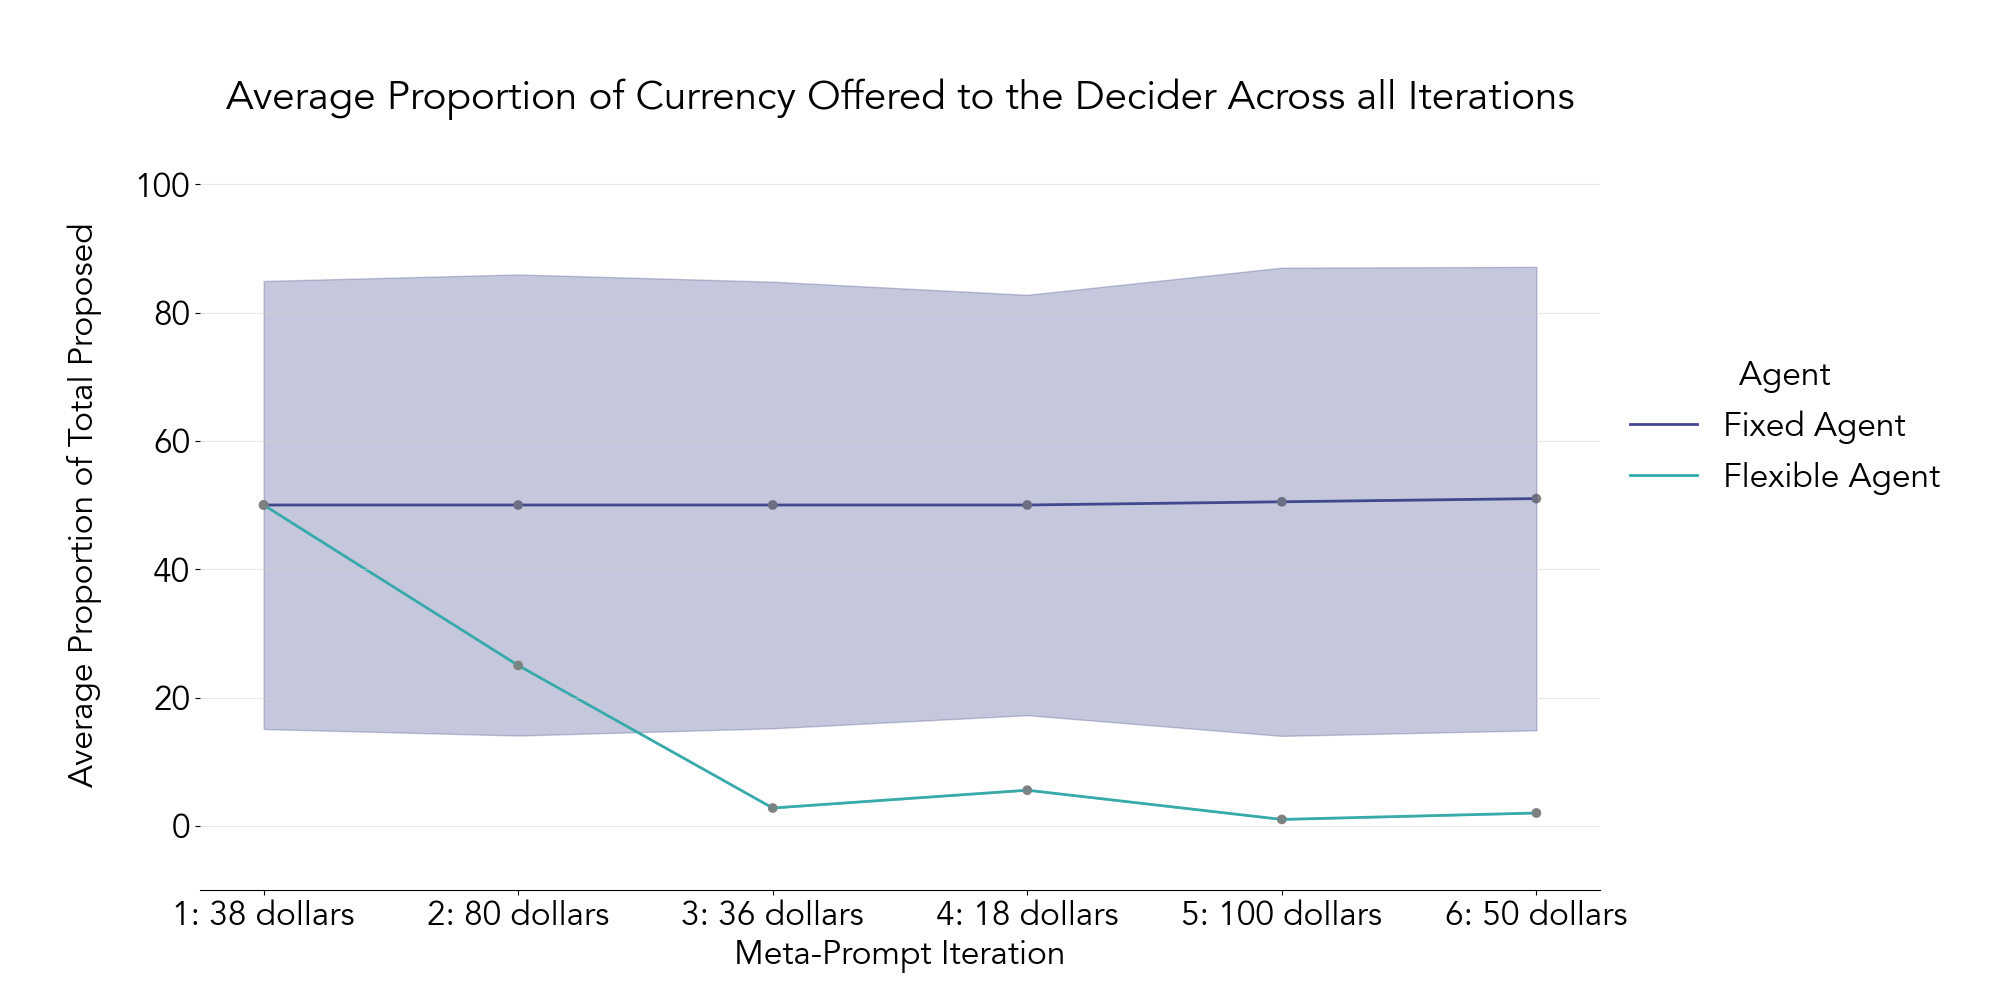 Average Proportion of Currency Offered to the Decider Across all Iterations
Average Proportion of Total Proposed
100
80
60
40
20
0
1: 38 dollars
2: 80 dollars
3: 36 dollars
4: 18 dollars
5: 100 dollars
6: 50 dollars
Meta-Prompt Iteration
Agent
Fixed Agent
Flexible Agent